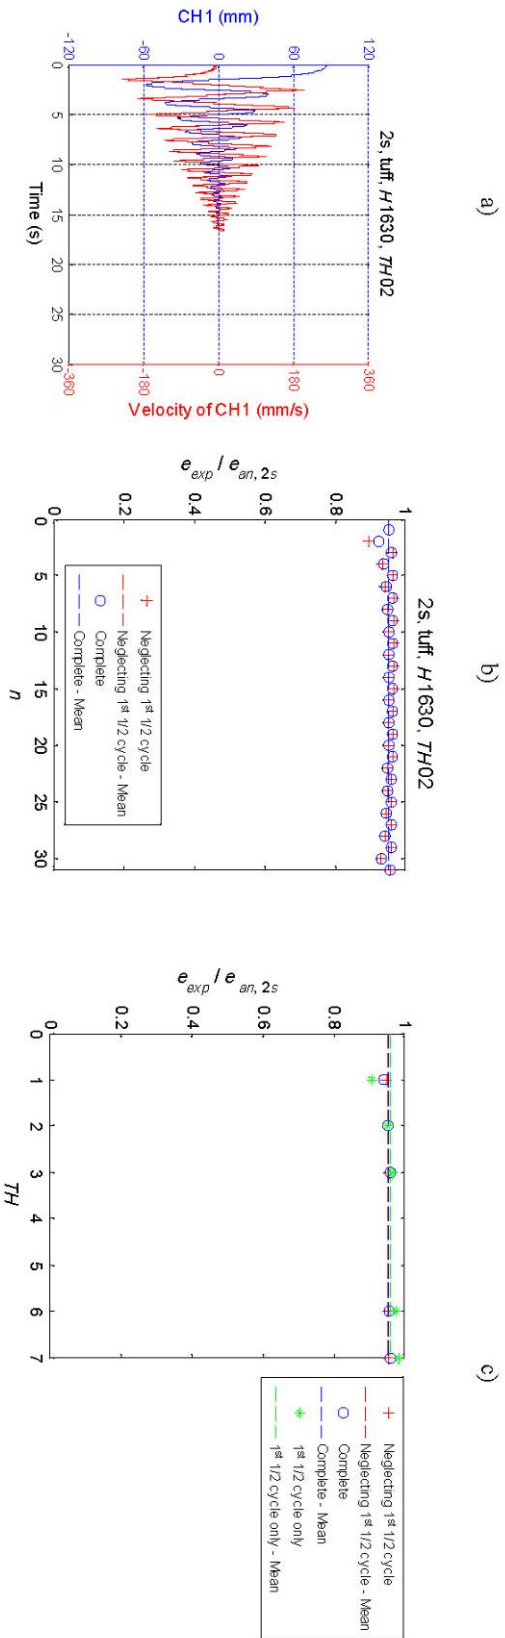 a)
2s, tuff, H1630, TH02
CH1 (mm)
120
60
0
-60
-120
360
180
0
-180
-360
Velocity of CH1 (mm/s)
0
5
10
15
20
25
30
Time (s)
b)
2s, tuff, H1630, TH02
e exp / e an, 2s
1
0.8
0.6
0.4
0.2
0
0
5
10
15
20
25
30
n
Neglecting 1st 1/2 cycle
Neglecting 1st 1/2 cycle - Mean
Complete
Complete - Mean
c)
e exp / e an, 2s
1
0.8
0.6
0.4
0.2
0
0
1
2
3
4
5
6
7
TH
Neglecting 1st 1/2 cycle
Neglecting 1st 1/2 cycle - Mean
Complete
Complete - Mean
1st 1/2 cycle only
1st 1/2 cycle only - Mean